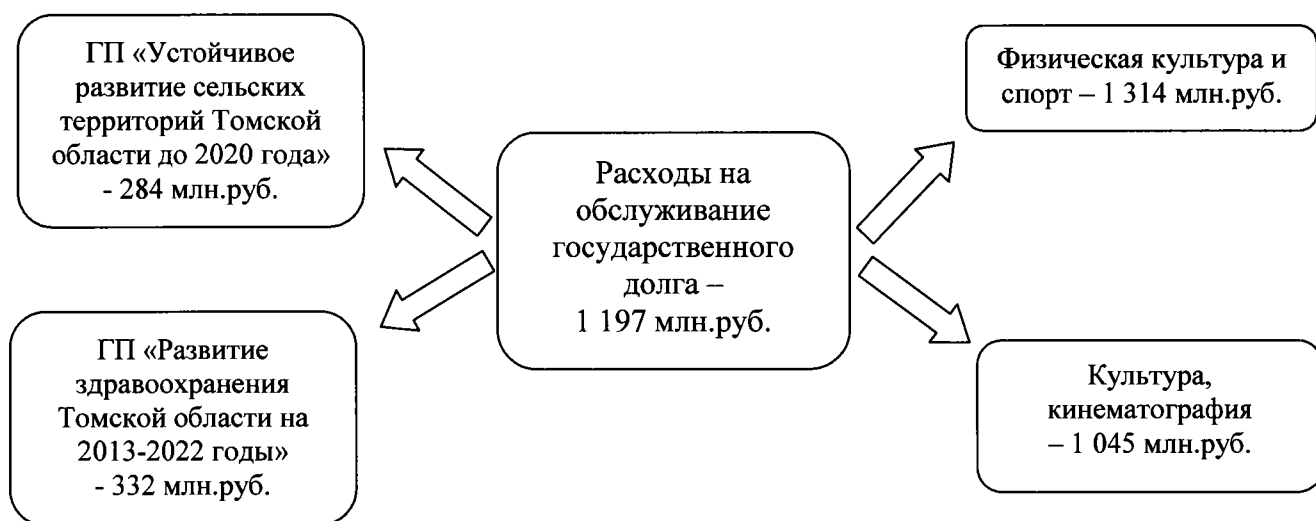 ГП «Устойчивое
развитие сельских
территорий Томской
области до 2020 года»
- 284 млн.руб.
ГП «Развитие
здравоохранения
Томской области на
2013-2022 годы»
- 332 млн.руб.
Расходы на
обслуживание
государственного
долга –
1 197 млн.руб.
Физическая культура и
спорт – 1 314 млн.руб.
Культура,
кинематография
– 1 045 млн.руб.